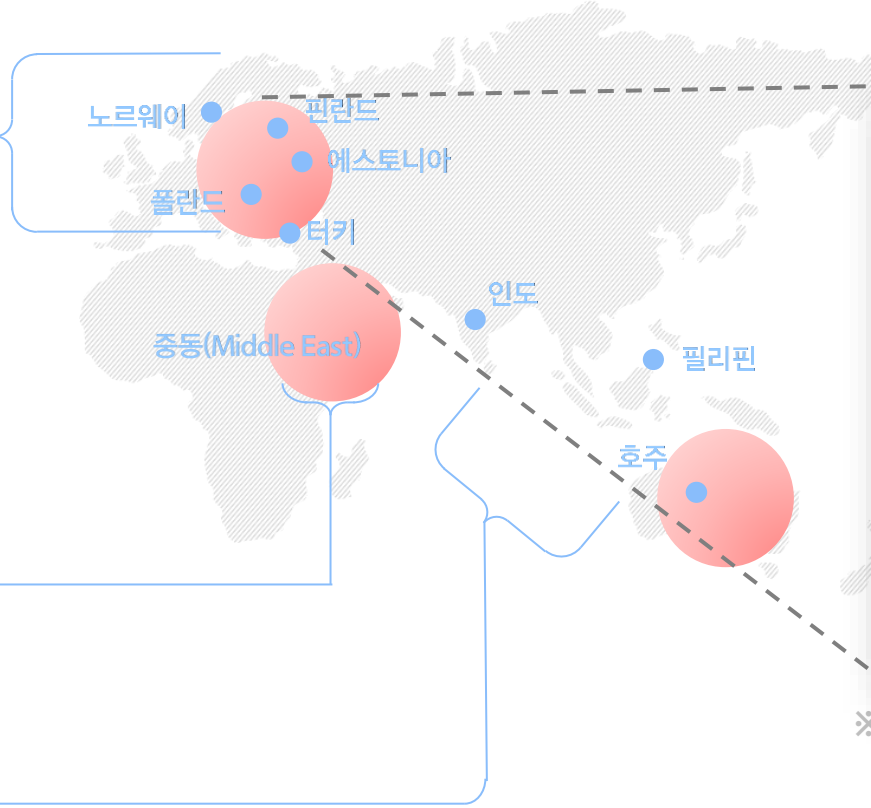 노르웨이
핀란드
에스토니아
폴란드
터키
인도
중동(Middle East)
필리핀
호주
※